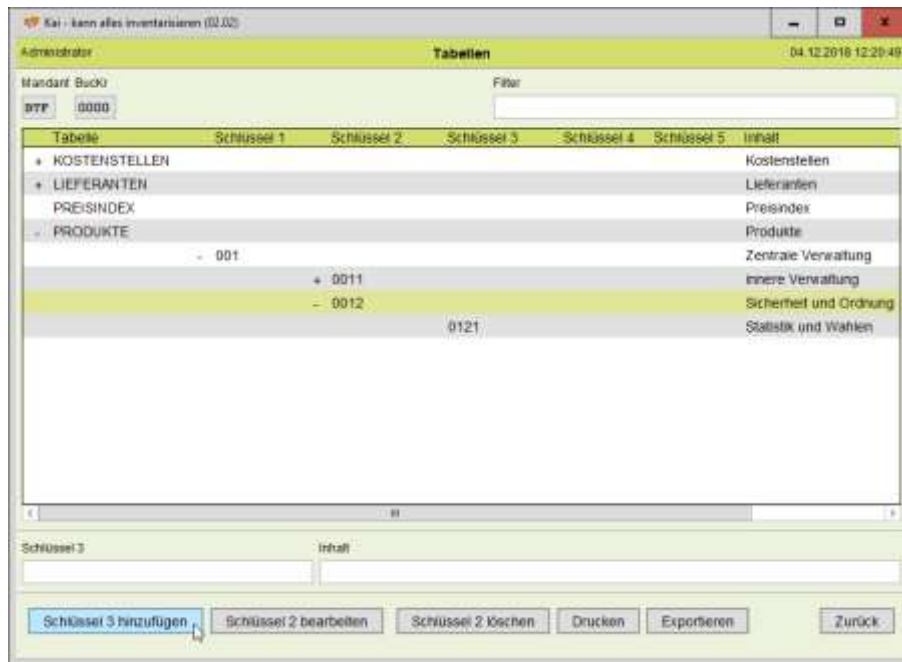 Kai - kann alles inventarisieren (02.02)
Administrator Tabellen 04.12.2018 12:20:49
Mandant BucKr Filter
DTF 0000
Tabelle Schlüssel 1 Schlüssel 2 Schlüssel 3 Schlüssel 4 Schlüssel 5 Inhalt
+ KOSTENSTELLEN Kostenstellen
+ LIEFERANTEN Lieferanten
PREISINDEX Preisindex
- PRODUKTE Produkte
- 001 Zentrale Verwaltung
+ 0011 innere Verwaltung
- 0012 Sicherheit und Ordnung
0121 Statistik und Wahlen
Schlüssel 3 Inhalt
Schlüssel 3 hinzufügen Schlüssel 2 bearbeiten Schlüssel 2 löschen Drucken Exportieren Zurück